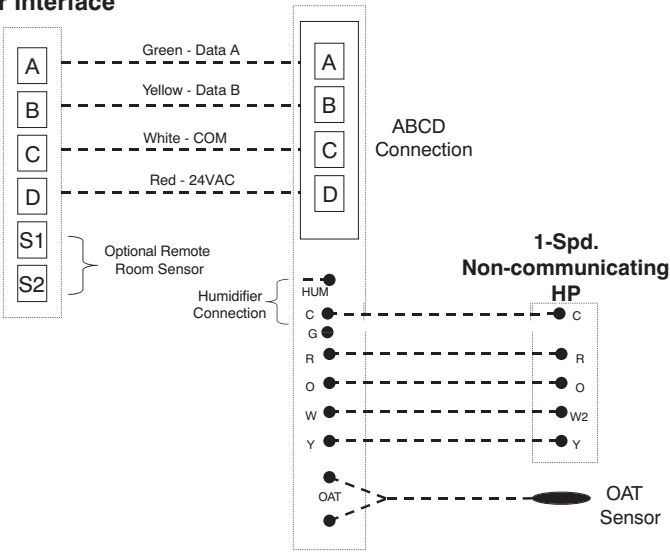 r Interface
A
B
C
D
S1
S2
Green - Data A
Yellow - Data B
White - COM
Red - 24VAC
A
B
C
D
ABCD
Connection
Optional Remote
Room Sensor
Humidifier
Connection
HUM
C
G
R
O
W
Y
OAT
1-Spd.
Non-communicating
HP
C
R
O
W2
Y
OAT
Sensor